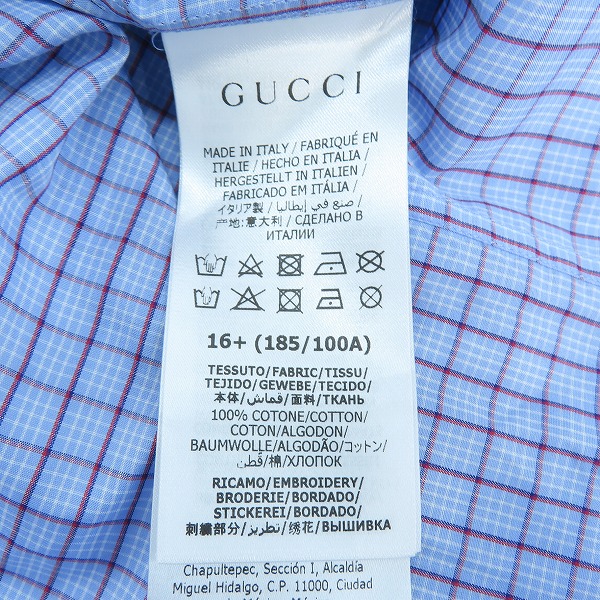 GUCCI
MADE IN ITALY / FABRIQUÉ EN
ITALIE / HECHO EN ITALIA /
HERGESTELLT IN ITALIEN /
FABRICADO EM ITÁLIA /
イタリア製 / صنع في إيطاليا /
产地:意大利 / СДЕЛАНО В
ИТАЛИИ
16+ (185/100A)
TESSUTO/FABRIC/TISSU/
TEJIDO/GEWEBE/TECIDO/
本体/قماش/面料/ТКАНЬ
100% COTONE/COTTON/
COTON/ALGODON/
BAUMWOLLE/ALGODÃO/コットン/
قطن/棉/ХЛОПОК
RICAMO/EMBROIDERY/
BRODERIE/BORDADO/
STICKEREI/BORDADO/
刺繍部分/تطريز/绣花/ВЫШИВКА
Chapultepec, Sección I, Alcaldía
Miguel Hidalgo, C.P. 11000, Ciudad